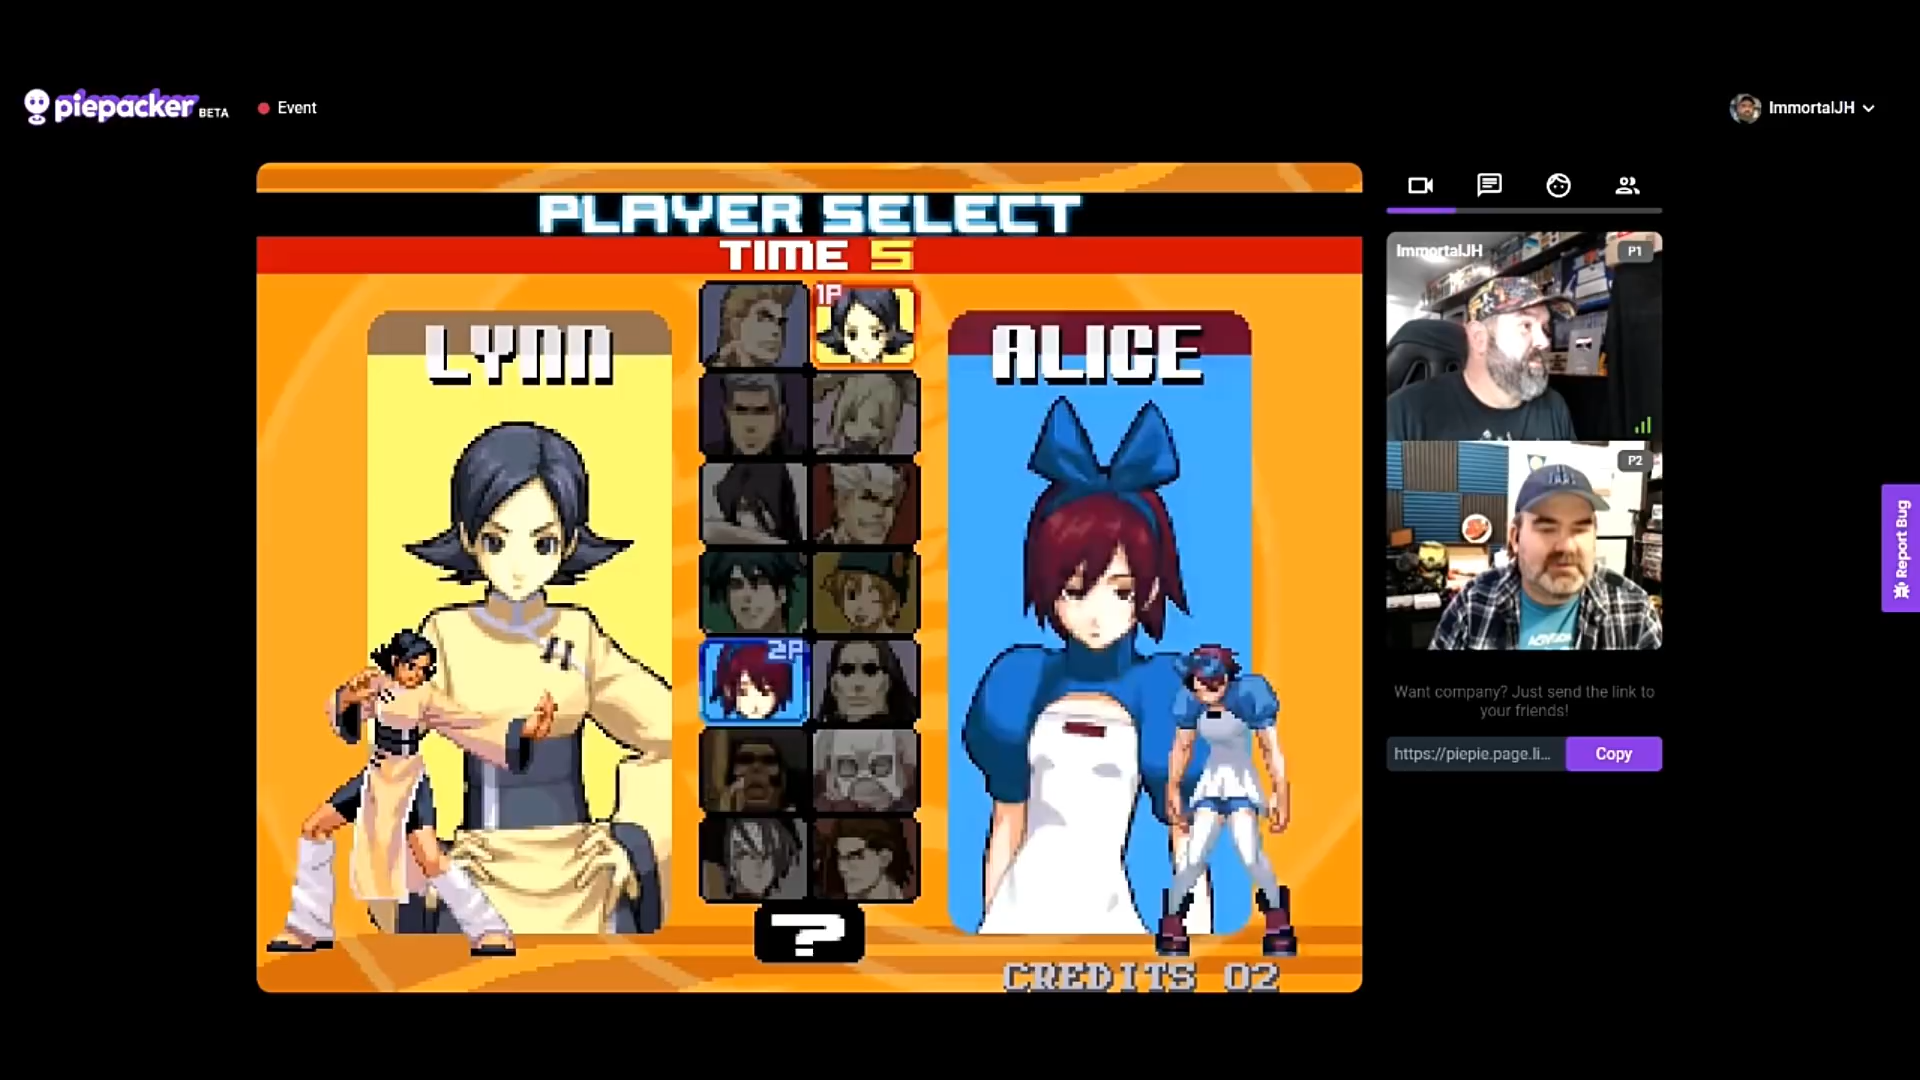 piepacker BETA
Event
ImmortalJH
PLAYER SELECT
TIME 5
1P
LYNN
ALICE
2P
?
CREDITS 02
ImmortalJH
P1
P2
Want company? Just send the link to
your friends!
https://piepie.page.li...
Copy
Report Bug